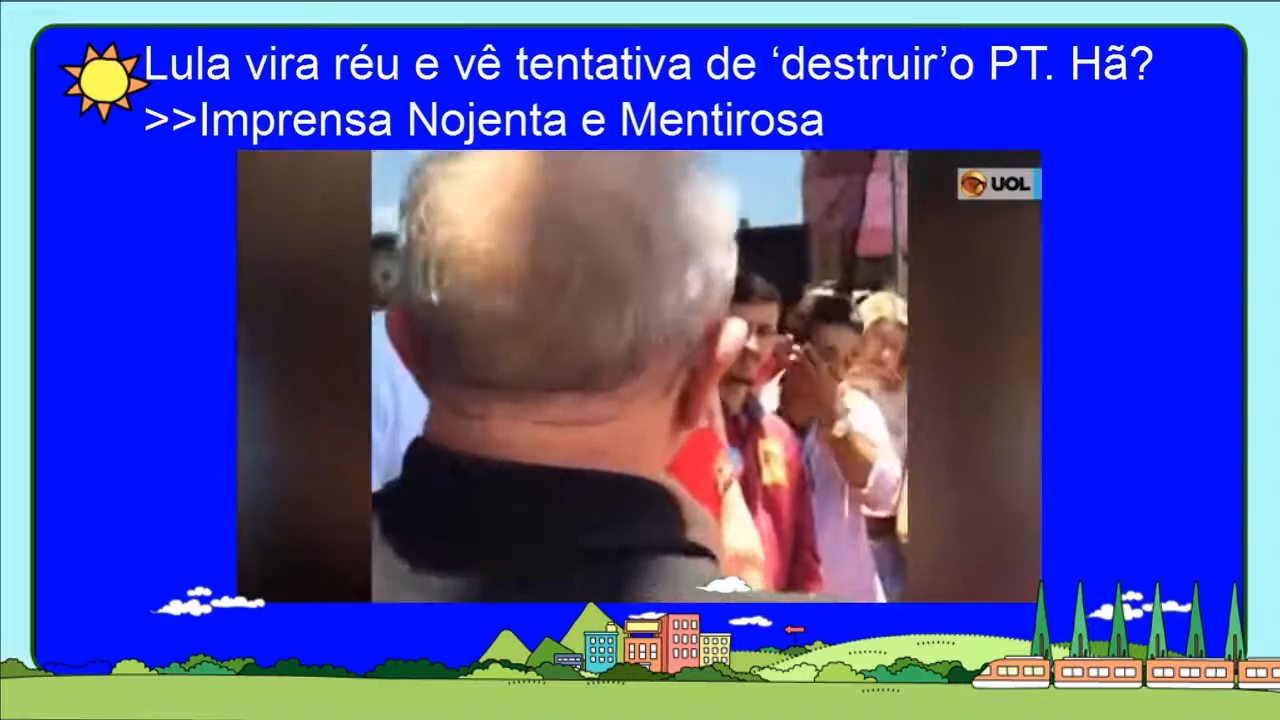 Lula vira réu e vê tentativa de ‘destruir’o PT. Hã?
>>Imprensa Nojenta e Mentirosa
UOL